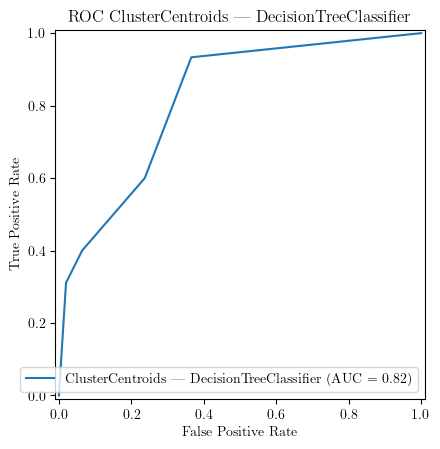 ROC ClusterCentroids — DecisionTreeClassifier
1.0
0.8
0.6
0.4
0.2
0.0
True Positive Rate
ClusterCentroids — DecisionTreeClassifier (AUC = 0.82)
0.0 0.2 0.4 0.6 0.8 1.0
False Positive Rate